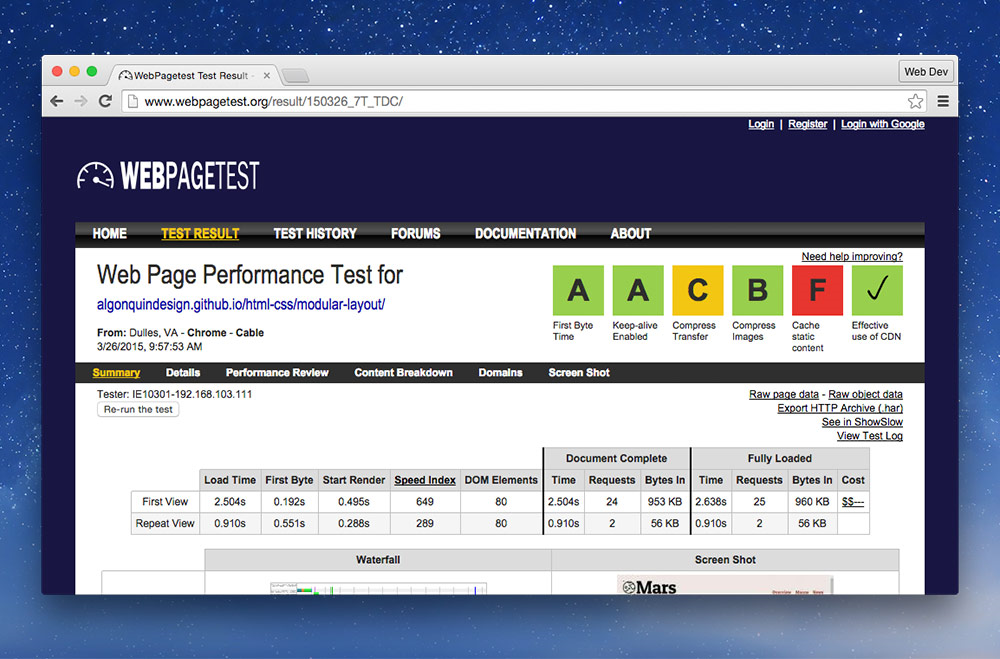 WebPagetest Test Result -
Web Dev
www.webpagetest.org/result/150326_7T_TDC/
Login | Register | Login with Google
WEBPAGETEST
HOME TEST RESULT TEST HISTORY FORUMS DOCUMENTATION ABOUT
Need help improving?
Web Page Performance Test for
algonquindesign.github.io/html-css/modular-layout/
From: Dulles, VA - Chrome - Cable
3/26/2015, 9:57:53 AM
A A C B F ✓
First Byte Time
Keep-alive Enabled
Compress Transfer
Compress Images
Cache static content
Effective use of CDN
Summary Details Performance Review Content Breakdown Domains Screen Shot
Tester: IE10301-192.168.103.111
Re-run the test
Raw page data - Raw object data
Export HTTP Archive (.har)
See in ShowSlow
View Test Log
Document Complete Fully Loaded
Load Time First Byte Start Render Speed Index DOM Elements Time Requests Bytes In Time Requests Bytes In Cost
First View 2.504s 0.192s 0.495s 649 80 2.504s 24 953 KB 2.638s 25 960 KB $$---
Repeat View 0.910s 0.551s 0.288s 289 80 0.910s 2 56 KB 0.910s 2 56 KB
Waterfall Screen Shot
Mars